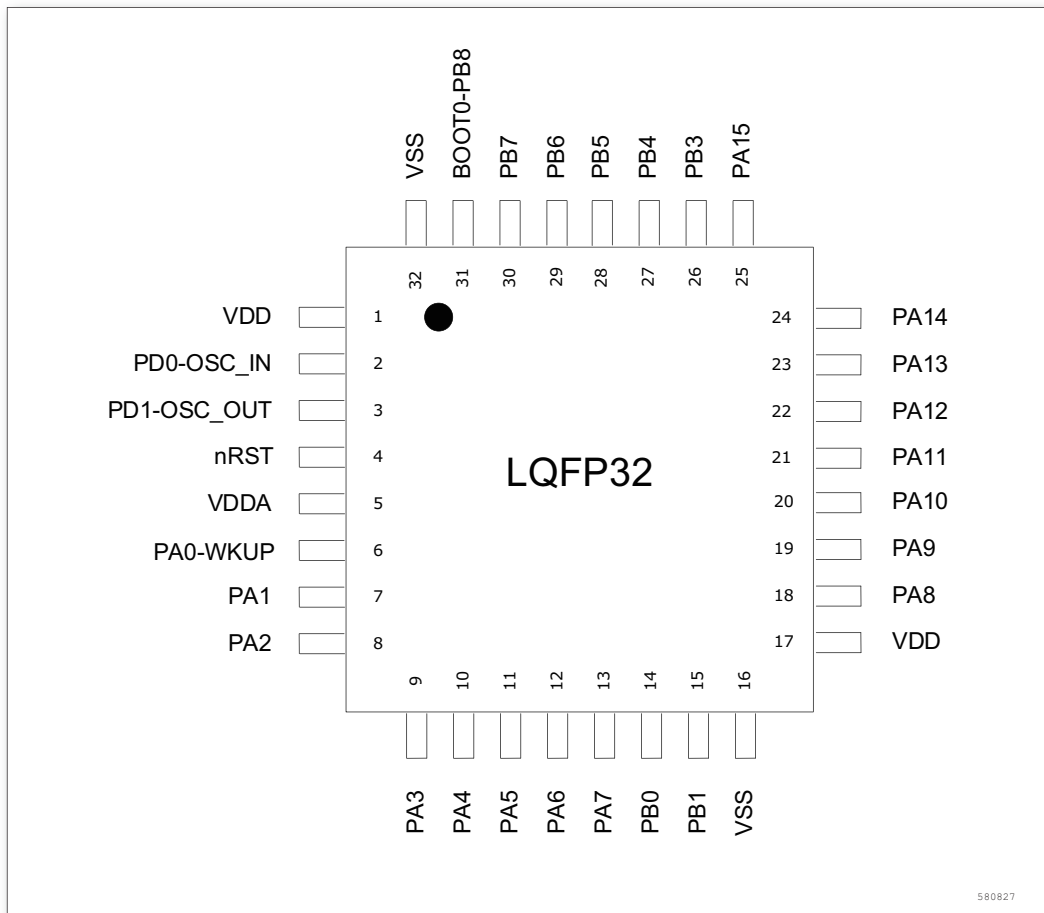 VSS
BOOT0-PB8
PB7
PB6
PB5
PB4
PB3
PA15
32
31
30
29
28
27
26
25
VDD 1
PD0-OSC_IN 2
PD1-OSC_OUT 3
nRST 4
VDDA 5
PA0-WKUP 6
PA1 7
PA2 8
LQFP32
24 PA14
23 PA13
22 PA12
21 PA11
20 PA10
19 PA9
18 PA8
17 VDD
9
10
11
12
13
14
15
16
PA3
PA4
PA5
PA6
PA7
PB0
PB1
VSS
580827